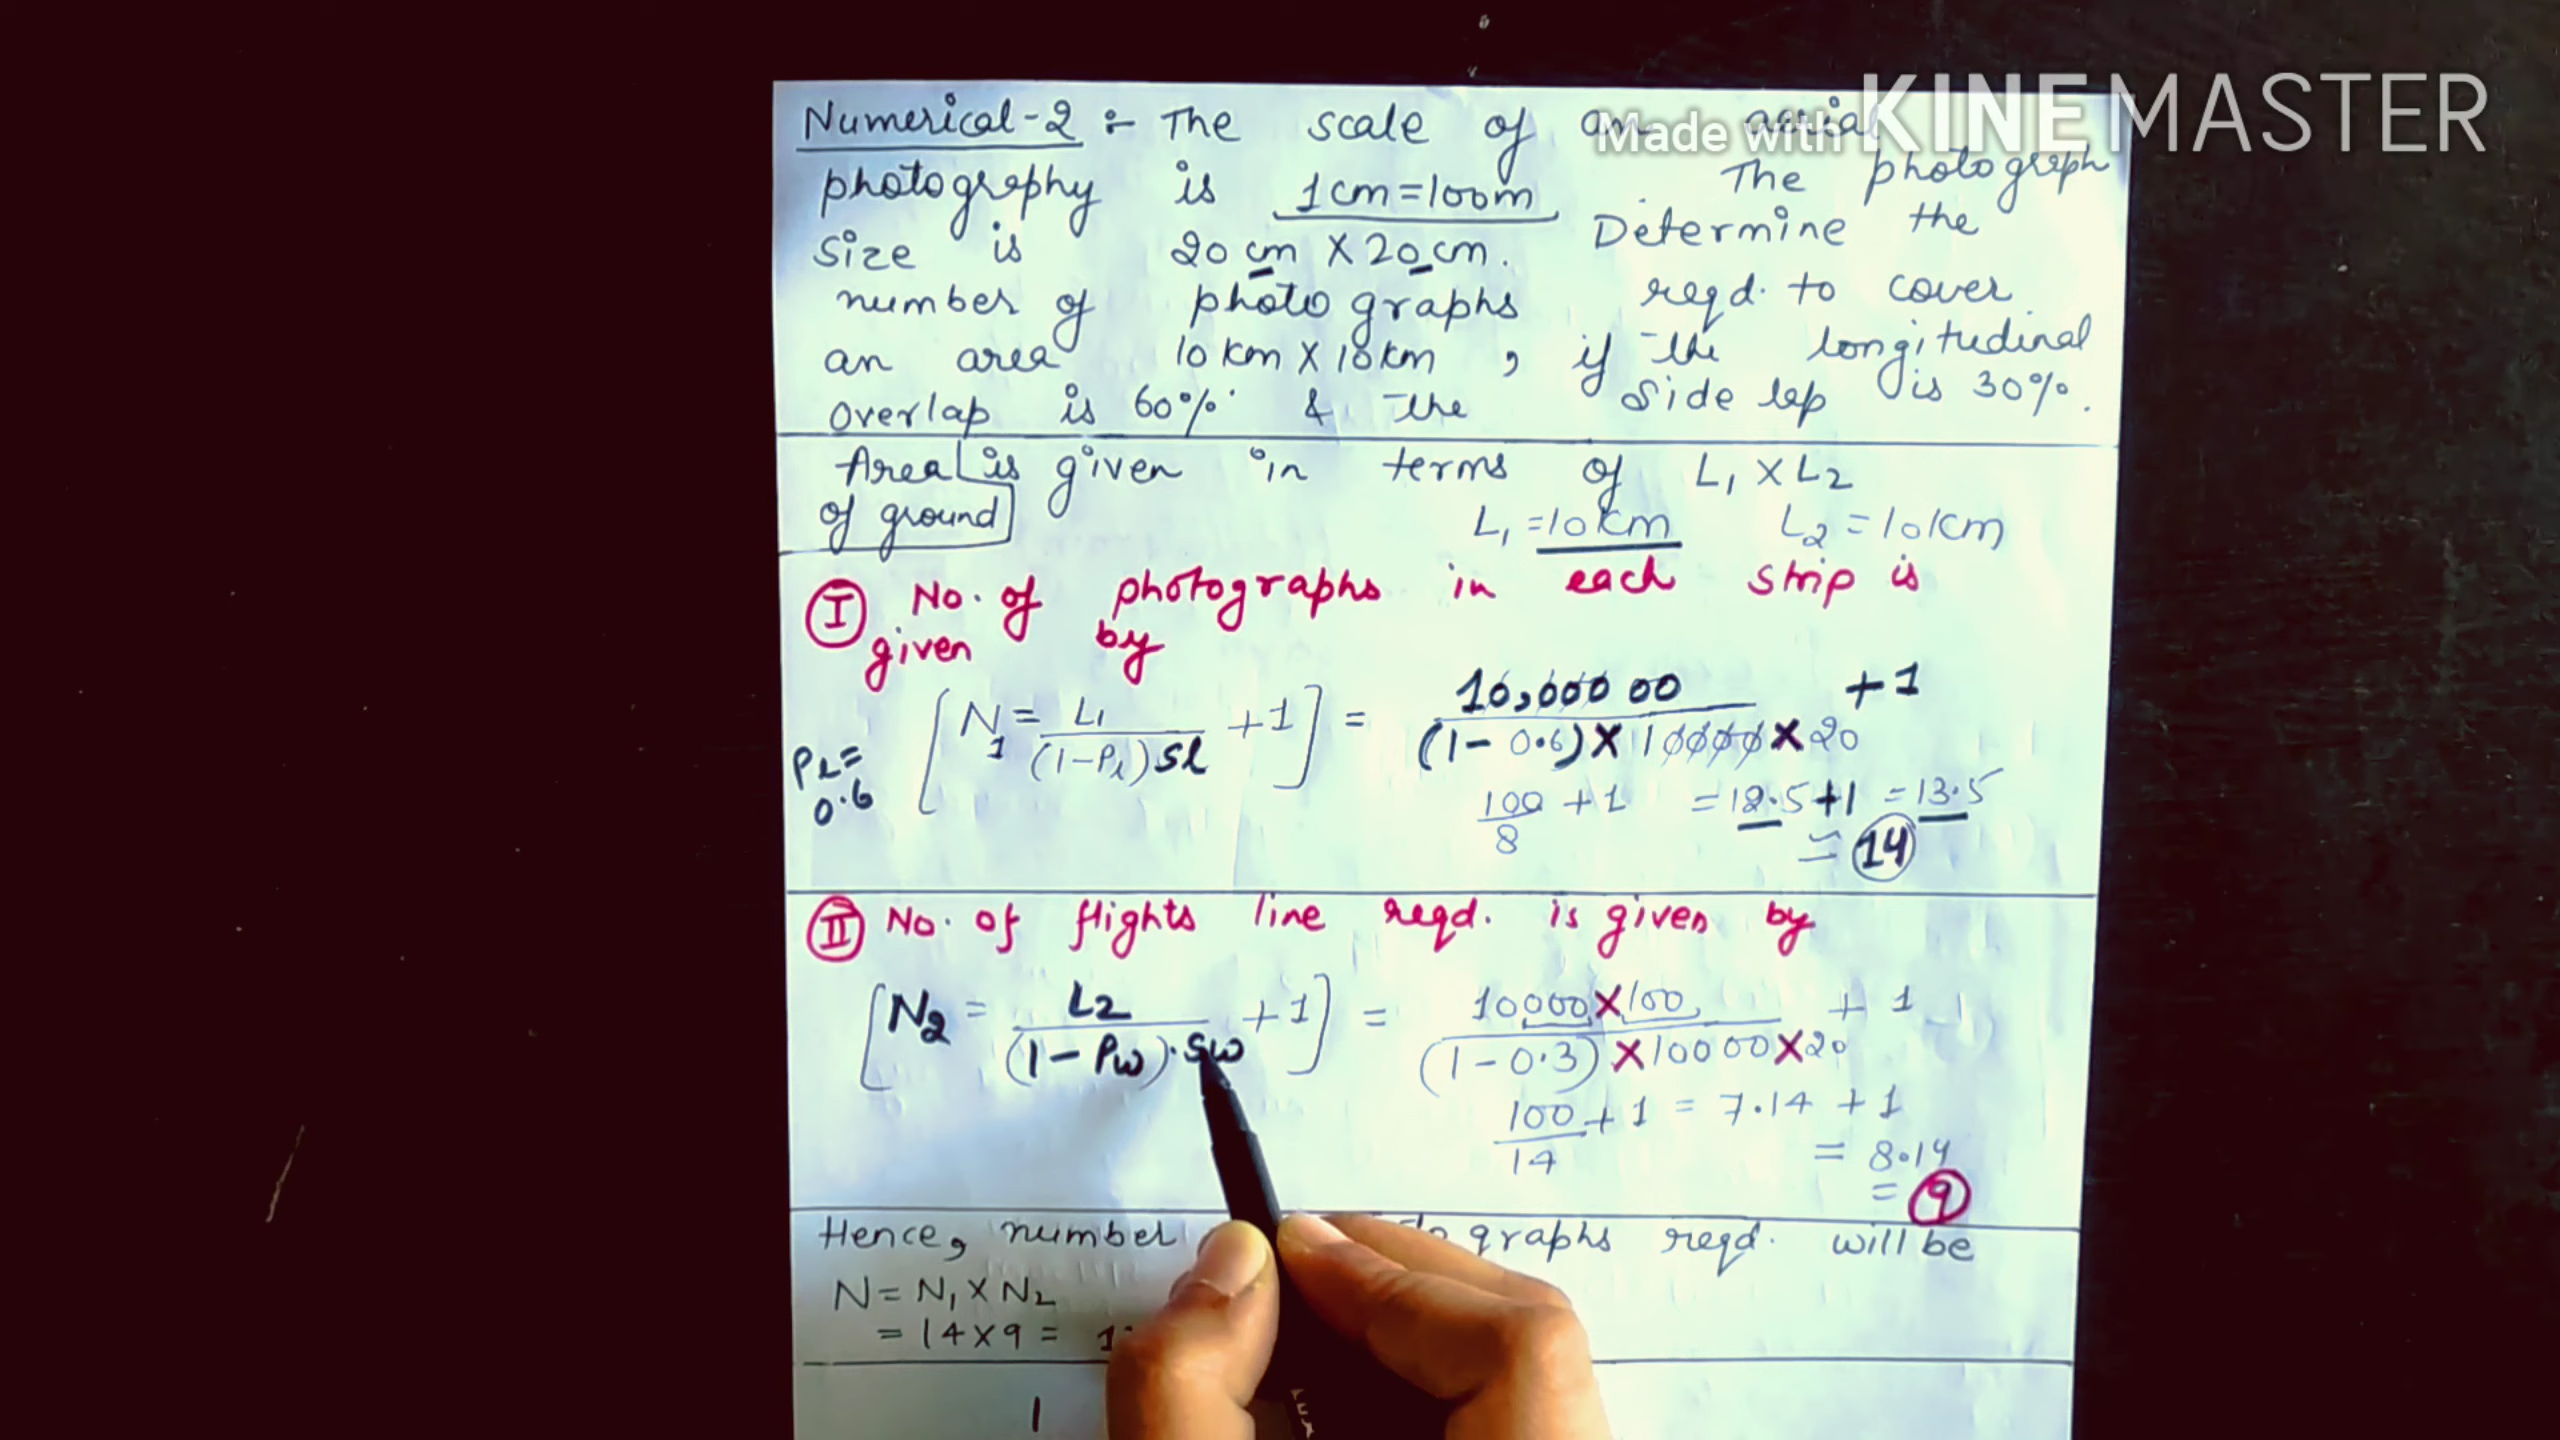 Made with KINEMASTER
Numerical-2 :- The scale of an aerial
photography is 1cm=100m. The photograph
size is 20 cm X 20 cm. Determine the
number of photographs reqd. to cover
an area 10 km X 10 km, if the longitudinal
overlap is 60% & the side lap is 30%.
Area is given in terms of L1 X L2
of ground
L1 = 10 km L2 = 10 km
I No. of photographs in each strip is
given by
[N1 = L1 / (1-Pl) Sl +1] = 10,000 00 / (1-0.6) X 10000 X 20 +1
PL = 0.6
100/8 + 1 = 12.5+1 = 13.5
≃ 14
II No. of flights line reqd. is given by
[N2 = L2 / (1-Pw).Sw +1] = 10000X100 / (1-0.3) X10000X20 + 1
100/14 + 1 = 7.14 + 1
= 8.14
= 9
Hence, number graphs reqd. will be
N = N1 X N2
= 14 X 9 =